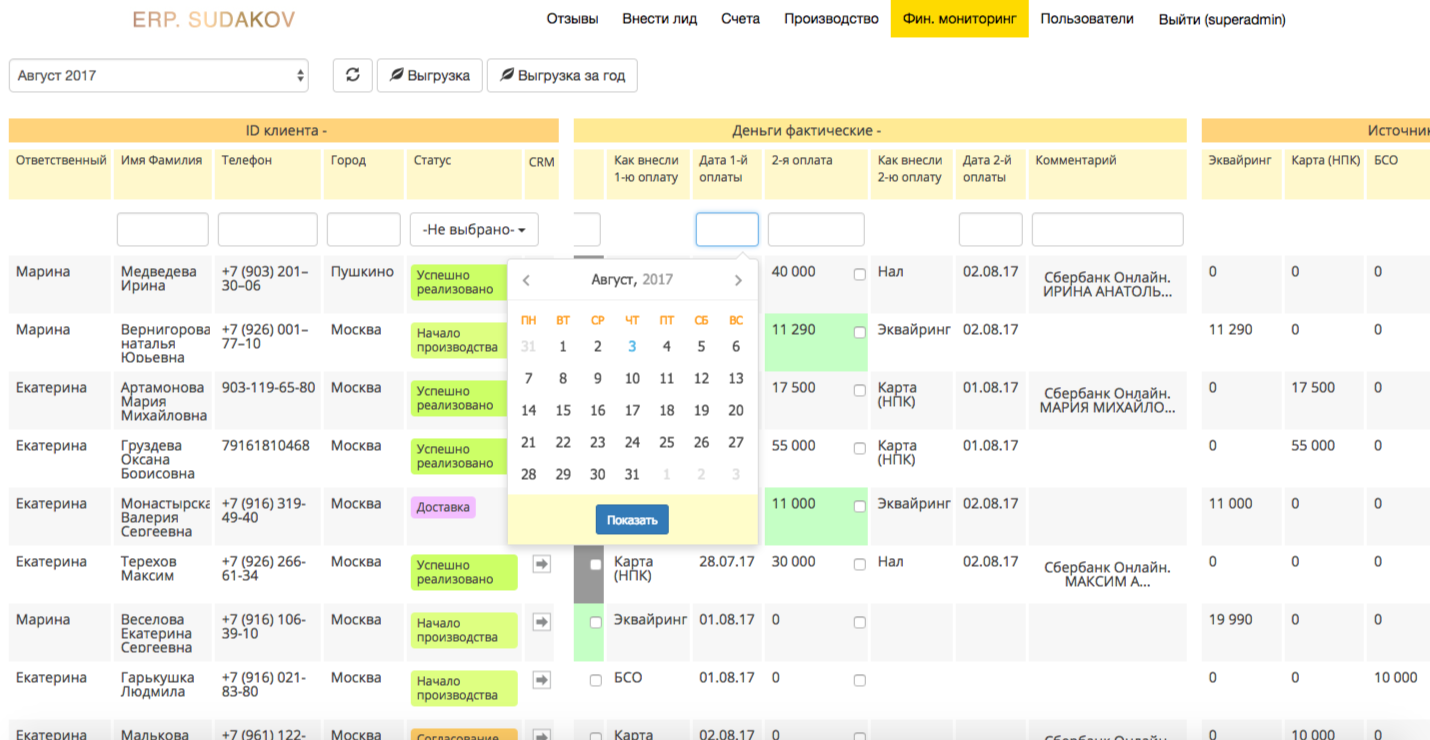 ERP. SUDAKOV
Отзывы Внести лид Счета Производство Фин. мониторинг Пользователи Выйти (superadmin)
Август 2017 Выгрузка Выгрузка за год
ID клиента - Деньги фактические - Источник
Ответственный Имя Фамилия Телефон Город Статус CRM Как внесли Дата 1-й 2-я оплата Как внесли Дата 2-й Комментарий Эквайринг Карта (НПК) БСО
1-ю оплату оплаты 2-ю оплату оплаты
-Не выбрано-
Марина Медведева +7 (903) 201– Пушкино Успешно 40 000 Нал 02.08.17 Сбербанк Онлайн. 0 0 0
Ирина 30–06 реализовано ИРИНА АНАТОЛЬ...
Марина Вернигорова +7 (926) 001– Москва Начало 11 290 Эквайринг 02.08.17 11 290 0 0
наталья 77–10 производства
Юрьевна
Екатерина Артамонова 903-119-65-80 Москва Успешно 17 500 Карта 01.08.17 Сбербанк Онлайн. 0 17 500 0
Мария реализовано (НПК) МАРИЯ МИХАЙЛО...
Михайловна
Екатерина Груздева 79161810468 Москва Успешно 55 000 Карта 01.08.17 0 55 000 0
Оксана реализовано (НПК)
Борисовна
Екатерина Монастырска +7 (916) 319- Москва Доставка 11 000 Эквайринг 02.08.17 11 000 0 0
Валерия 49-40
Сергеевна
Август, 2017
ПН ВТ СР ЧТ ПТ СБ ВС
31 1 2 3 4 5 6
7 8 9 10 11 12 13
14 15 16 17 18 19 20
21 22 23 24 25 26 27
28 29 30 31 1 2 3
Показать
Екатерина Терехов +7 (926) 266- Москва Успешно Карта 28.07.17 30 000 Нал 02.08.17 Сбербанк Онлайн. 0 0 0
Максим 61-34 реализовано (НПК) МАКСИМ А...
Марина Веселова +7 (916) 106- Москва Начало Эквайринг 01.08.17 0 19 990 0 0
Екатерина 39-10 производства
Сергеевна
Екатерина Гарькушка +7 (916) 021- Москва Начало БСО 01.08.17 0 0 0 10 000
Людмила 83-80 производства
Екатерина Малькова +7 (961) 122- Москва Согласование Карта 02.08.17 0 Сбербанк Онлайн. 0 10 000 0